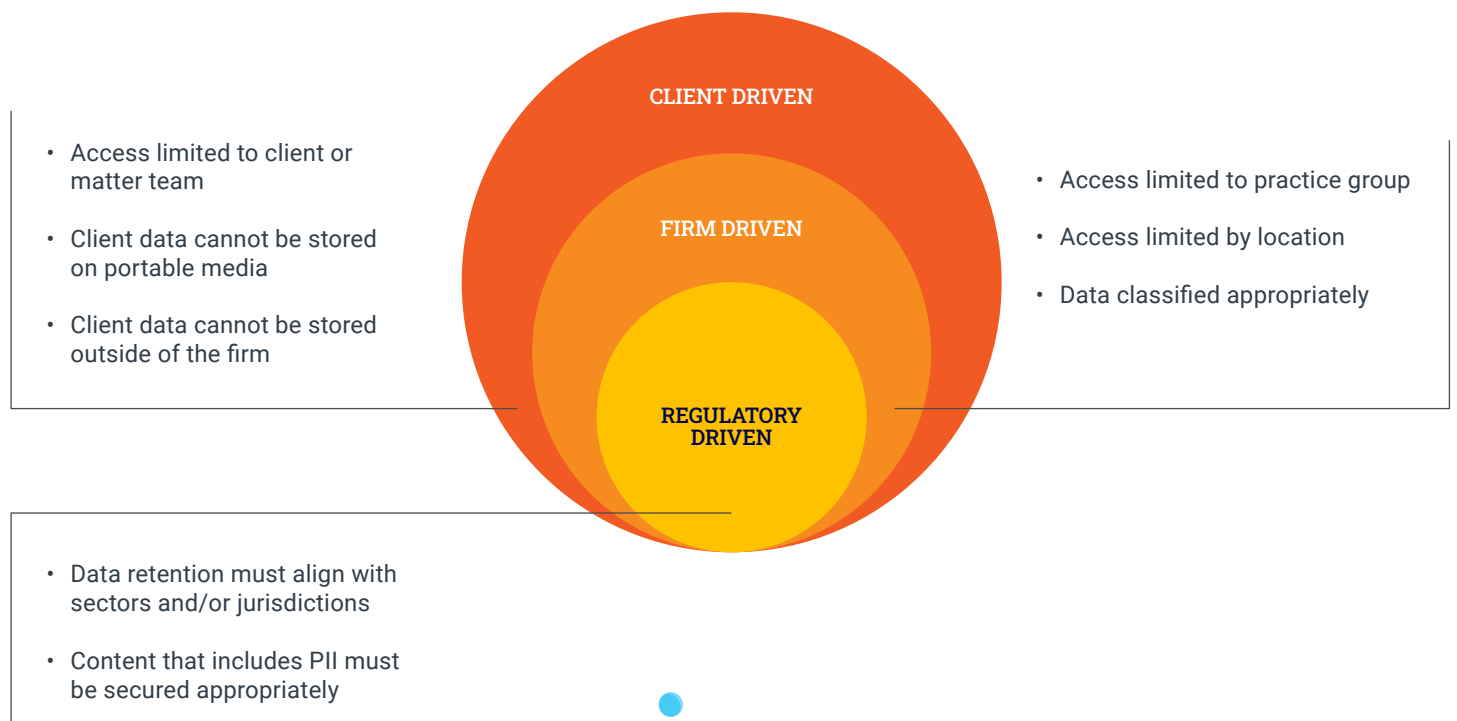 CLIENT DRIVEN
• Access limited to client or
matter team
• Client data cannot be stored
on portable media
• Client data cannot be stored
outside of the firm
FIRM DRIVEN
• Access limited to practice group
• Access limited by location
• Data classified appropriately
REGULATORY
DRIVEN
• Data retention must align with
sectors and/or jurisdictions
• Content that includes PII must
be secured appropriately